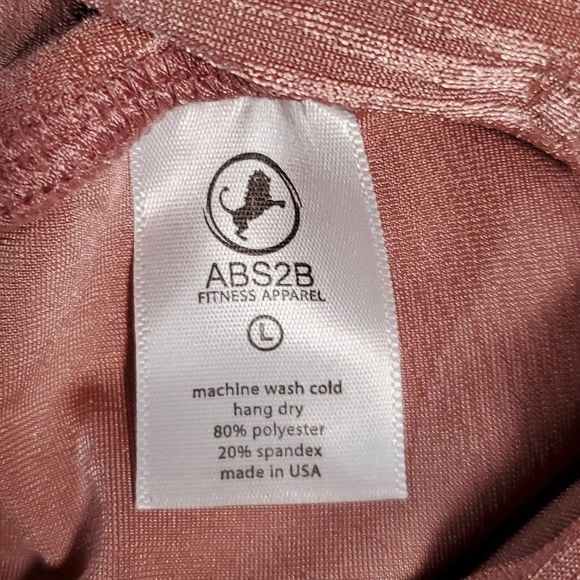 ABS2B
FITNESS APPAREL
L
machine wash cold
hang dry
80% polyester
20% spandex
made in USA